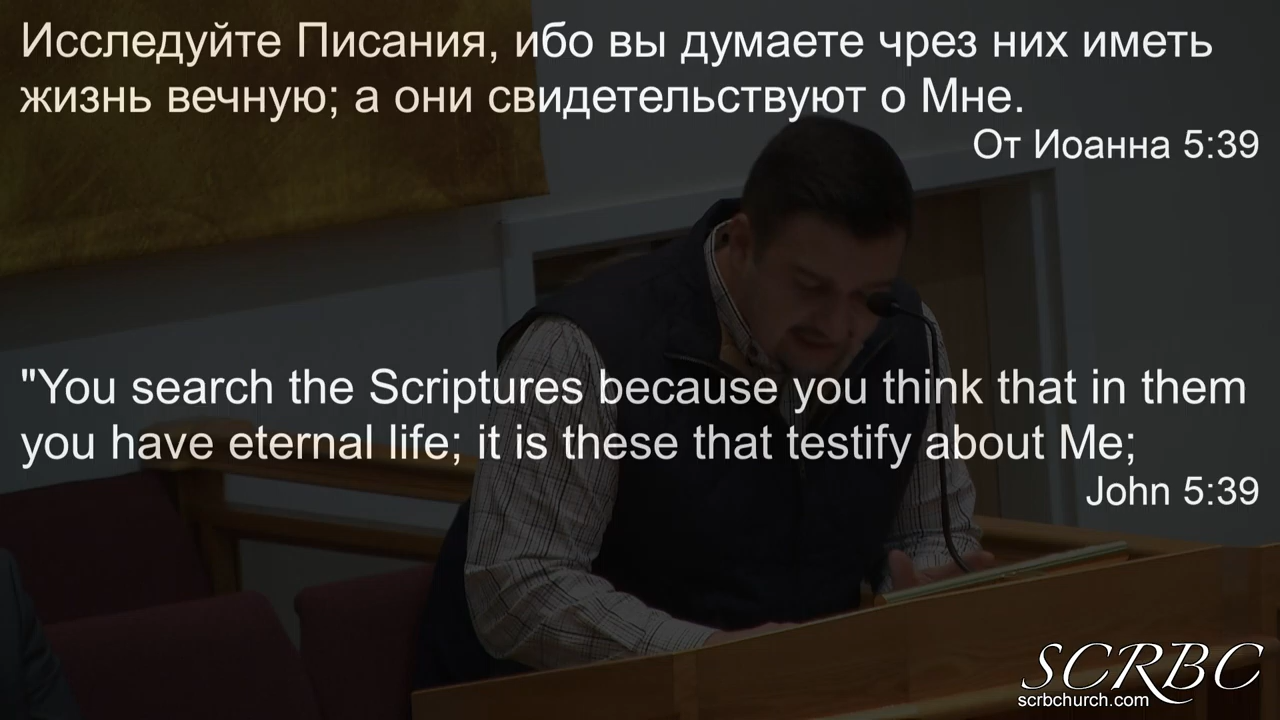 Исследуйте Писания, ибо вы думаете чрез них иметь
жизнь вечную; а они свидетельствуют о Мне.
От Иоанна 5:39
"You search the Scriptures because you think that in them
you have eternal life; it is these that testify about Me;
John 5:39
SCRBC
scrbchurch.com